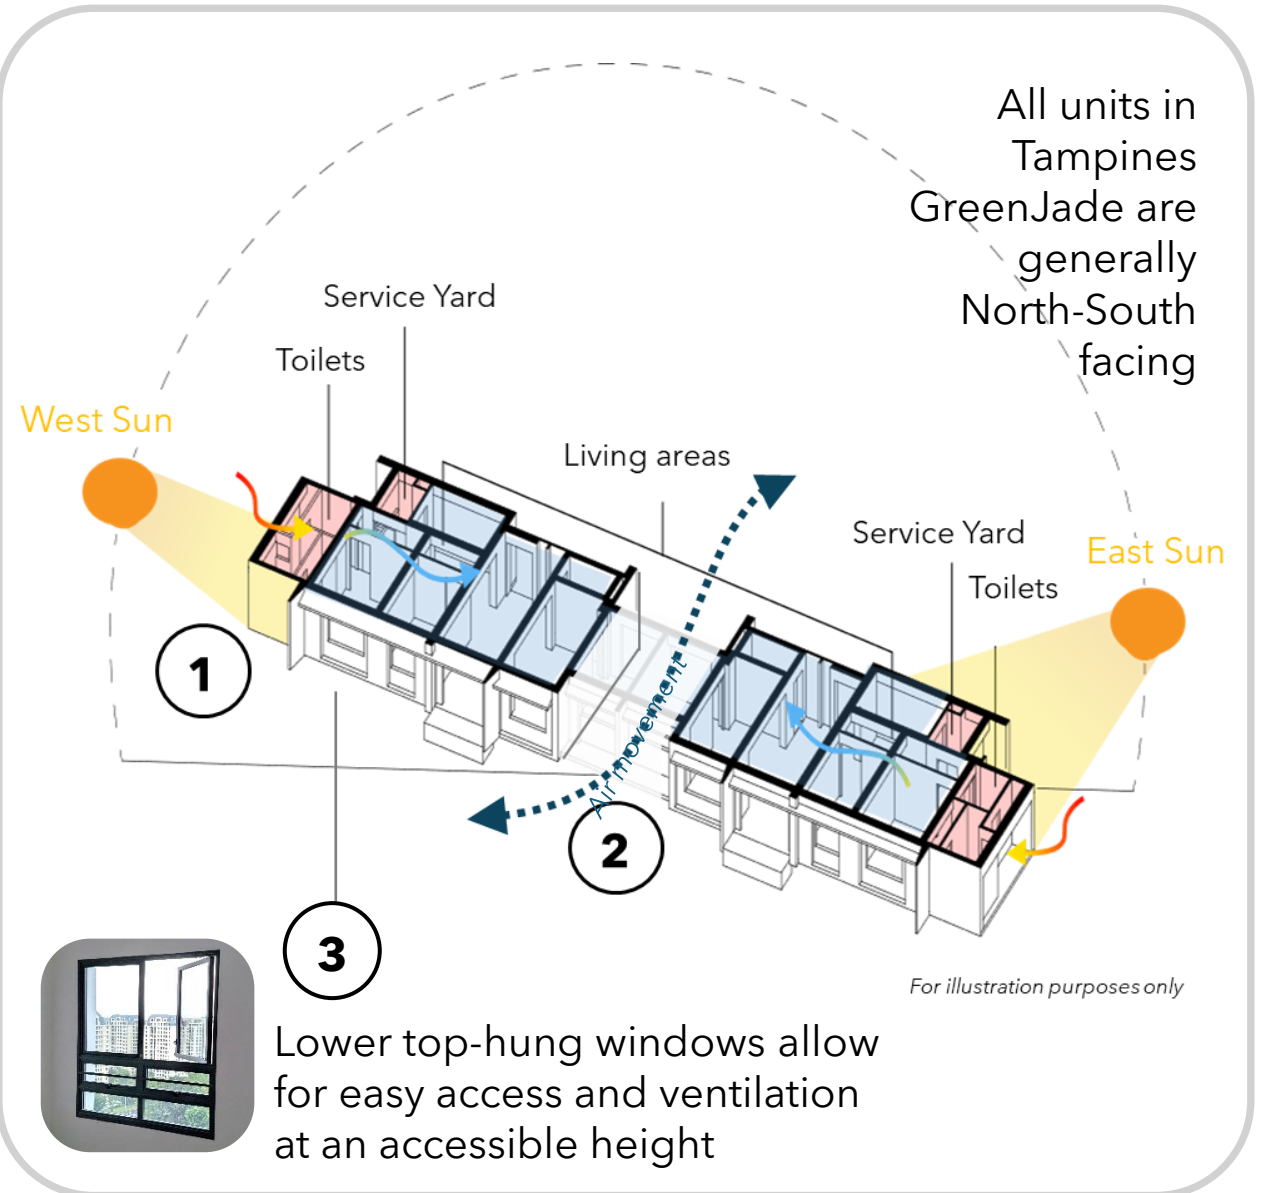 All units in
Tampines
GreenJade are
generally
North-South
facing
Service Yard
Toilets
West Sun
Living areas
Service Yard
East Sun
Toilets
1
Air movement
2
3
For illustration purposes only
Lower top-hung windows allow
for easy access and ventilation
at an accessible height